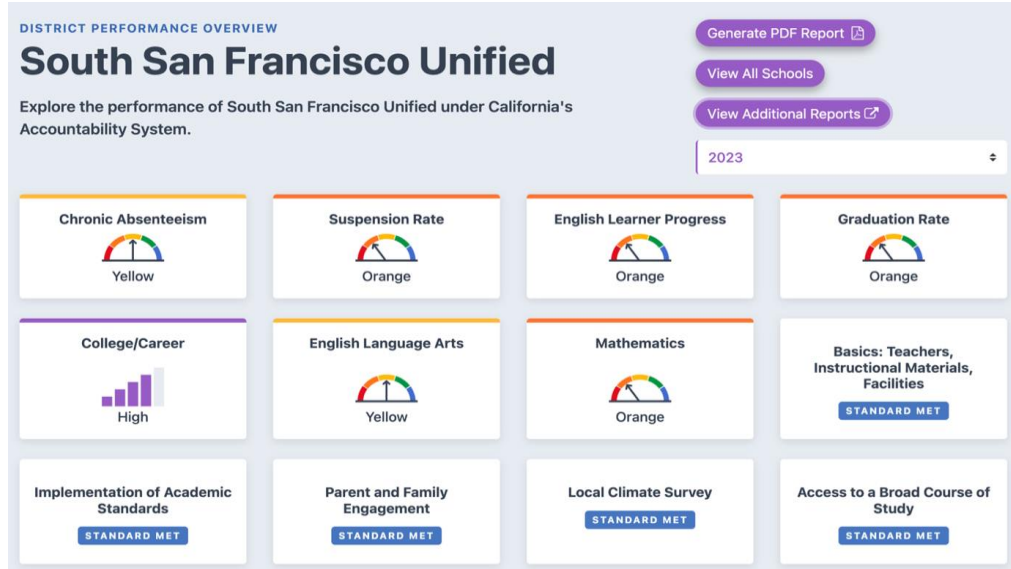 DISTRICT PERFORMANCE OVERVIEW
South San Francisco Unified
Explore the performance of South San Francisco Unified under California's
Accountability System.
Generate PDF Report
View All Schools
View Additional Reports
2023
Chronic Absenteeism
Yellow
Suspension Rate
Orange
English Learner Progress
Orange
Graduation Rate
Orange
College/Career
High
English Language Arts
Yellow
Mathematics
Orange
Basics: Teachers,
Instructional Materials,
Facilities
STANDARD MET
Implementation of Academic
Standards
STANDARD MET
Parent and Family
Engagement
STANDARD MET
Local Climate Survey
STANDARD MET
Access to a Broad Course of
Study
STANDARD MET